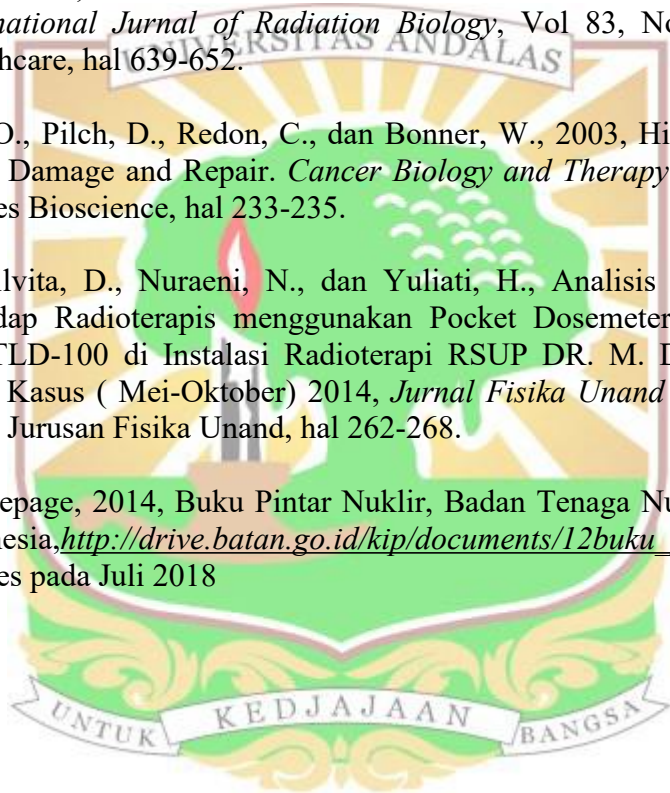 national Jurnal of Radiation Biology, Vol 83, No
hcare, hal 639-652.
UNIVERSITAS ANDALAS
O., Pilch, D., Redon, C., dan Bonner, W., 2003, Hi
Damage and Repair. Cancer Biology and Therapy
es Bioscience, hal 233-235.
lvita, D., Nuraeni, N., dan Yuliati, H., Analisis
dap Radioterapis menggunakan Pocket Dosemeter
TLD-100 di Instalasi Radioterapi RSUP DR. M. D
Kasus ( Mei-Oktober) 2014, Jurnal Fisika Unand
Jurusan Fisika Unand, hal 262-268.
epage, 2014, Buku Pintar Nuklir, Badan Tenaga Nu
nesia,http://drive.batan.go.id/kip/documents/12buku_
es pada Juli 2018
UNTUK KEDJAJAAN BANGSA